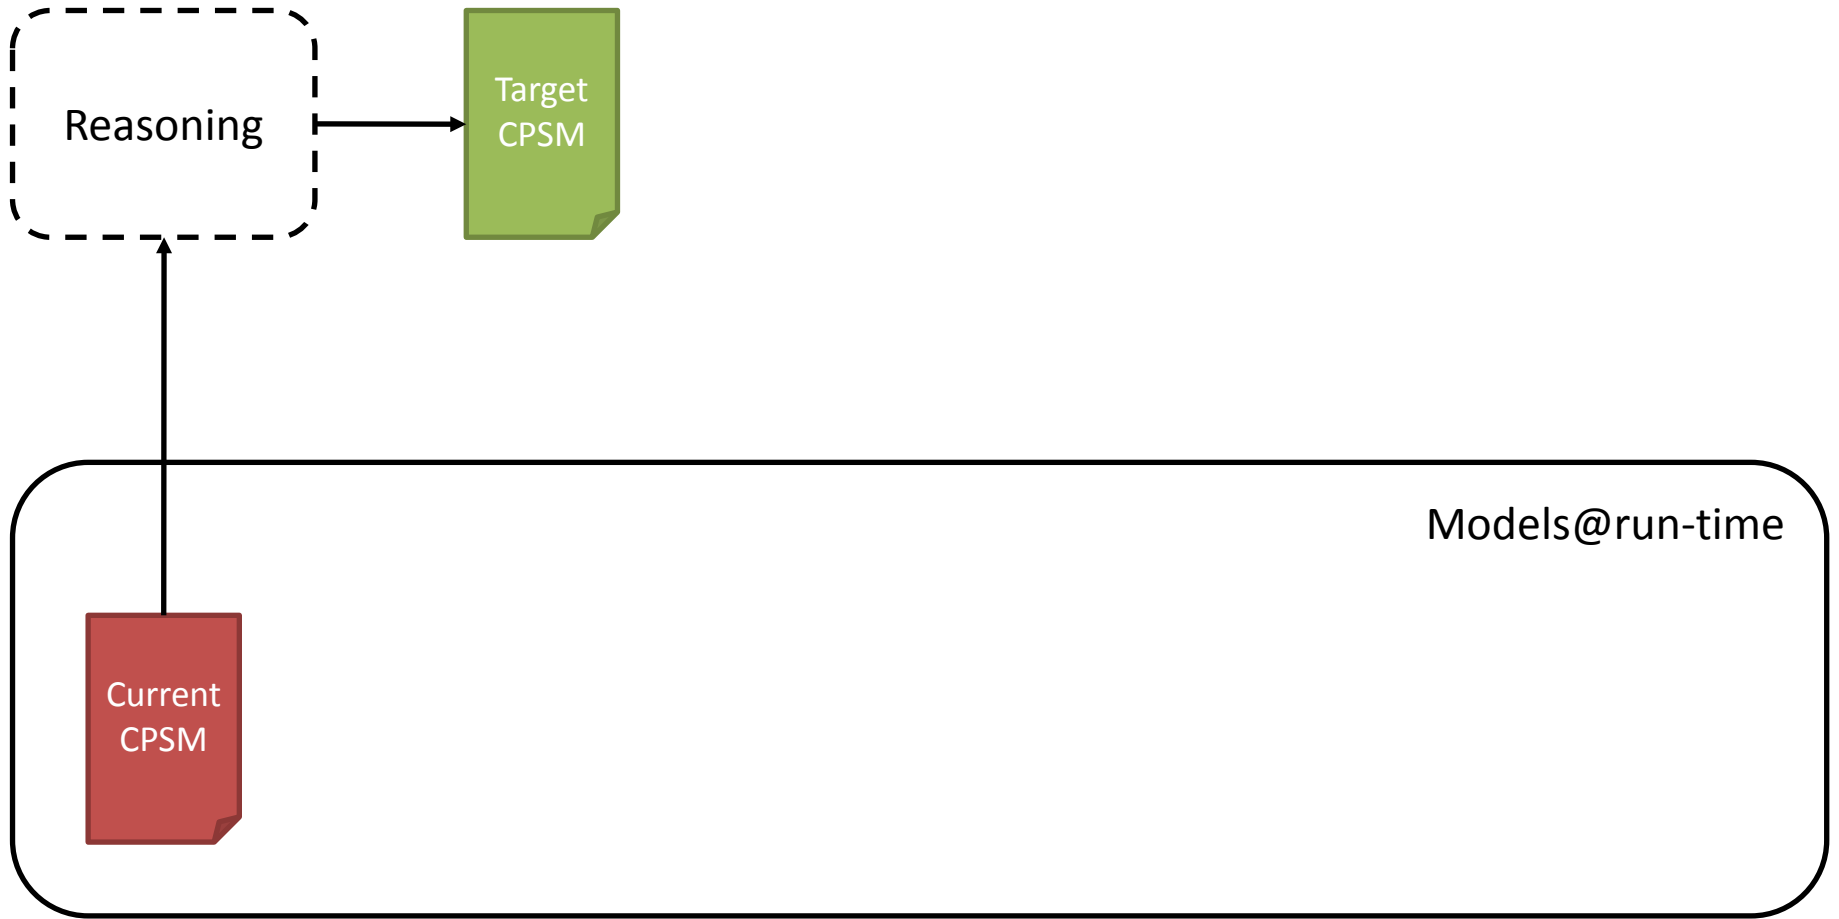 Reasoning
Target
CPSM
Models@run-time
Current
CPSM